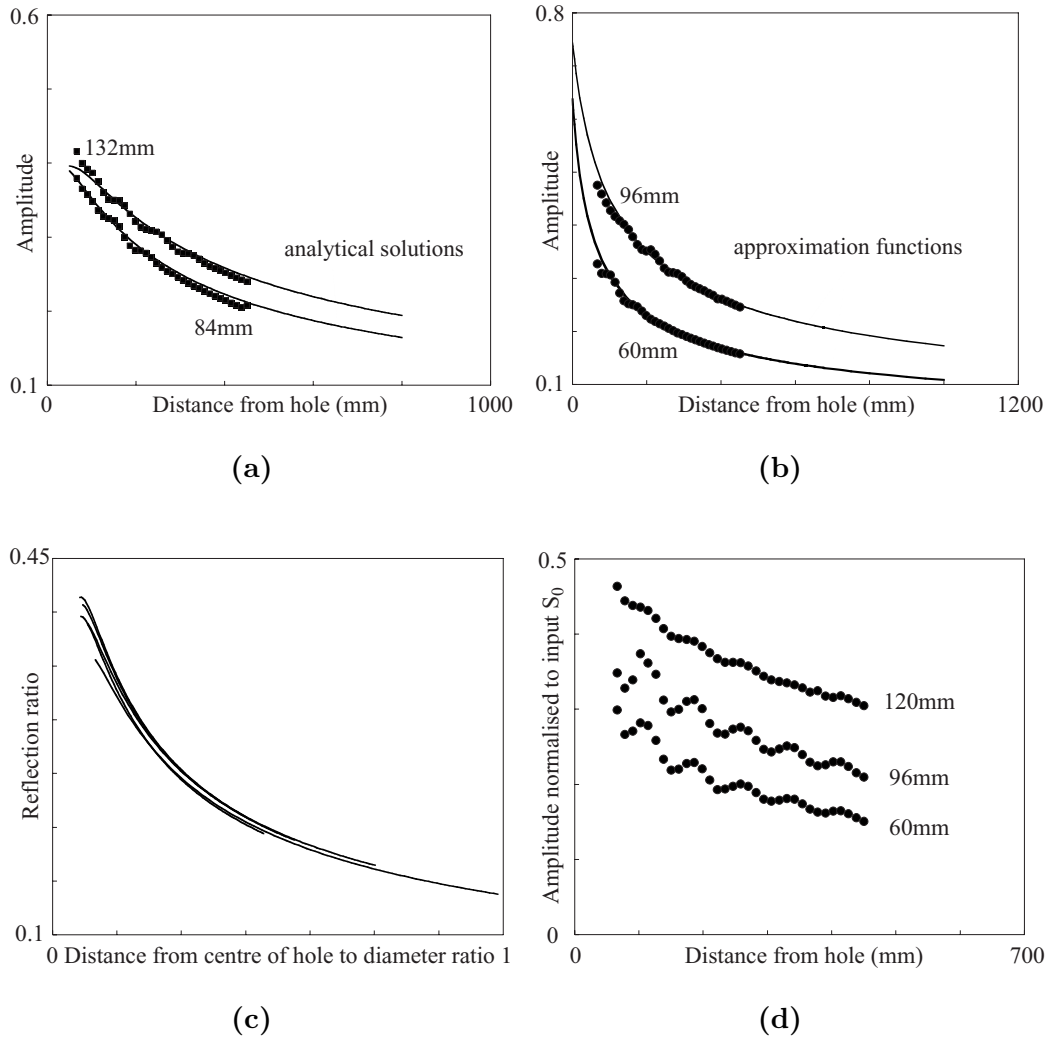 0.6
132mm
Amplitude
analytical solutions
84mm
0.1
0
Distance from hole (mm)
1000
(a)
0.8
96mm
Amplitude
approximation functions
60mm
0.1
0
Distance from hole (mm)
1200
(b)
0.45
Reflection ratio
0.1
0 Distance from centre of hole to diameter ratio 1
(c)
0.5
Amplitude normalised to input S₀
120mm
96mm
60mm
0
0
Distance from hole (mm)
700
(d)